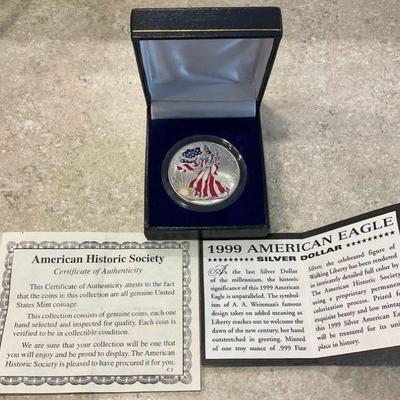 American Historic Society
Certificate of Authenticity
This Certificate of Authenticity attests to the
fact that the coins in this collection are all genuine United
States Mint coinage.
This collection consists of genuine coins, each one
hand selected and inspected for quality. Each coin is
verified to be in collectible condition.
We are sure that your collection will be one that
you will enjoy and be proud to display. The American
Historic Society is pleased to have procured it for you.
1999 AMERICAN EAGLE
SILVER DOLLAR
As the last Silver Dollar
of the millennium, the historic
significance of this 1999 American
Eagle is unparalleled. The symbol-
ism of A. A. Weinman's famous
design takes on added meaning as
Liberty reaches out to welcome the
dawn of the new century, her hand
outstretched in greeting. Minted
of one troy ounce of .999 Fine
Silver, the celebrated figure of
Walking Liberty has been rendered
in intricately detailed full color by
The American Historic Society
using a proprietary permanent
colorization process. Prized for
exquisite beauty and low mintage
this 1999 Silver American Eagle
will be treasured for its unique
place in history.